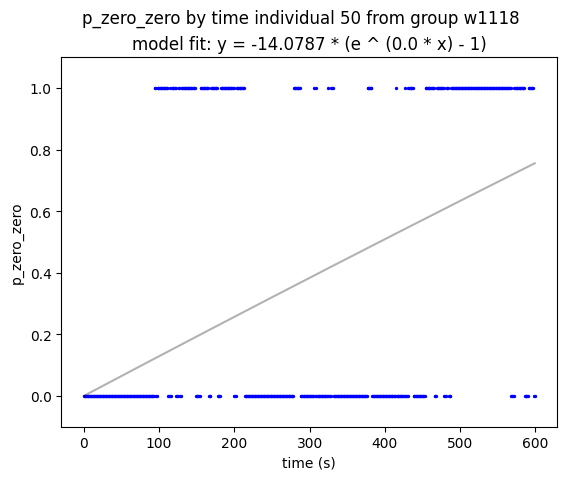 p_zero_zero by time individual 50 from group w1118
model fit: y = -14.0787 * (e ^ (0.0 * x) - 1)
1.0
0.8
0.6
0.4
0.2
0.0
p_zero_zero
0 100 200 300 400 500 600
time (s)